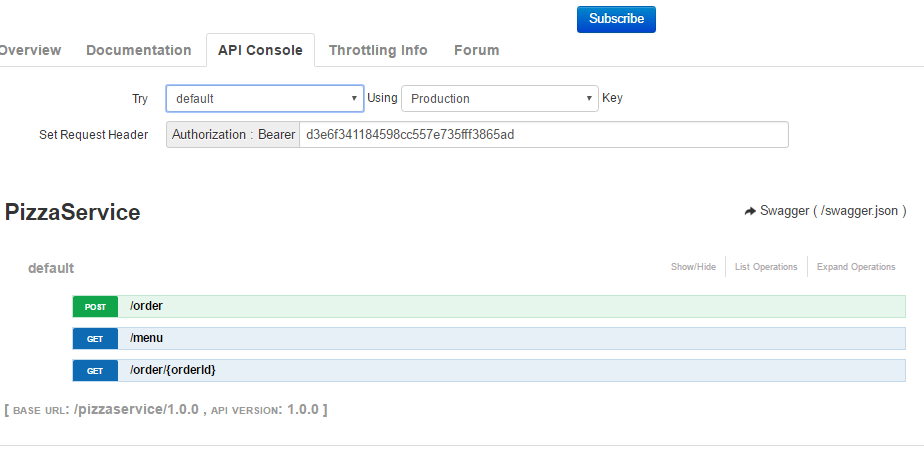 Subscribe
Overview Documentation API Console Throttling Info Forum
Try default Using Production Key
Set Request Header Authorization : Bearer d3e6f341184598cc557e735fff3865ad
PizzaService Swagger ( /swagger.json )
default Show/Hide List Operations Expand Operations
POST /order
GET /menu
GET /order/{orderId}
[ BASE URL: /pizzaservice/1.0.0 , API VERSION: 1.0.0 ]